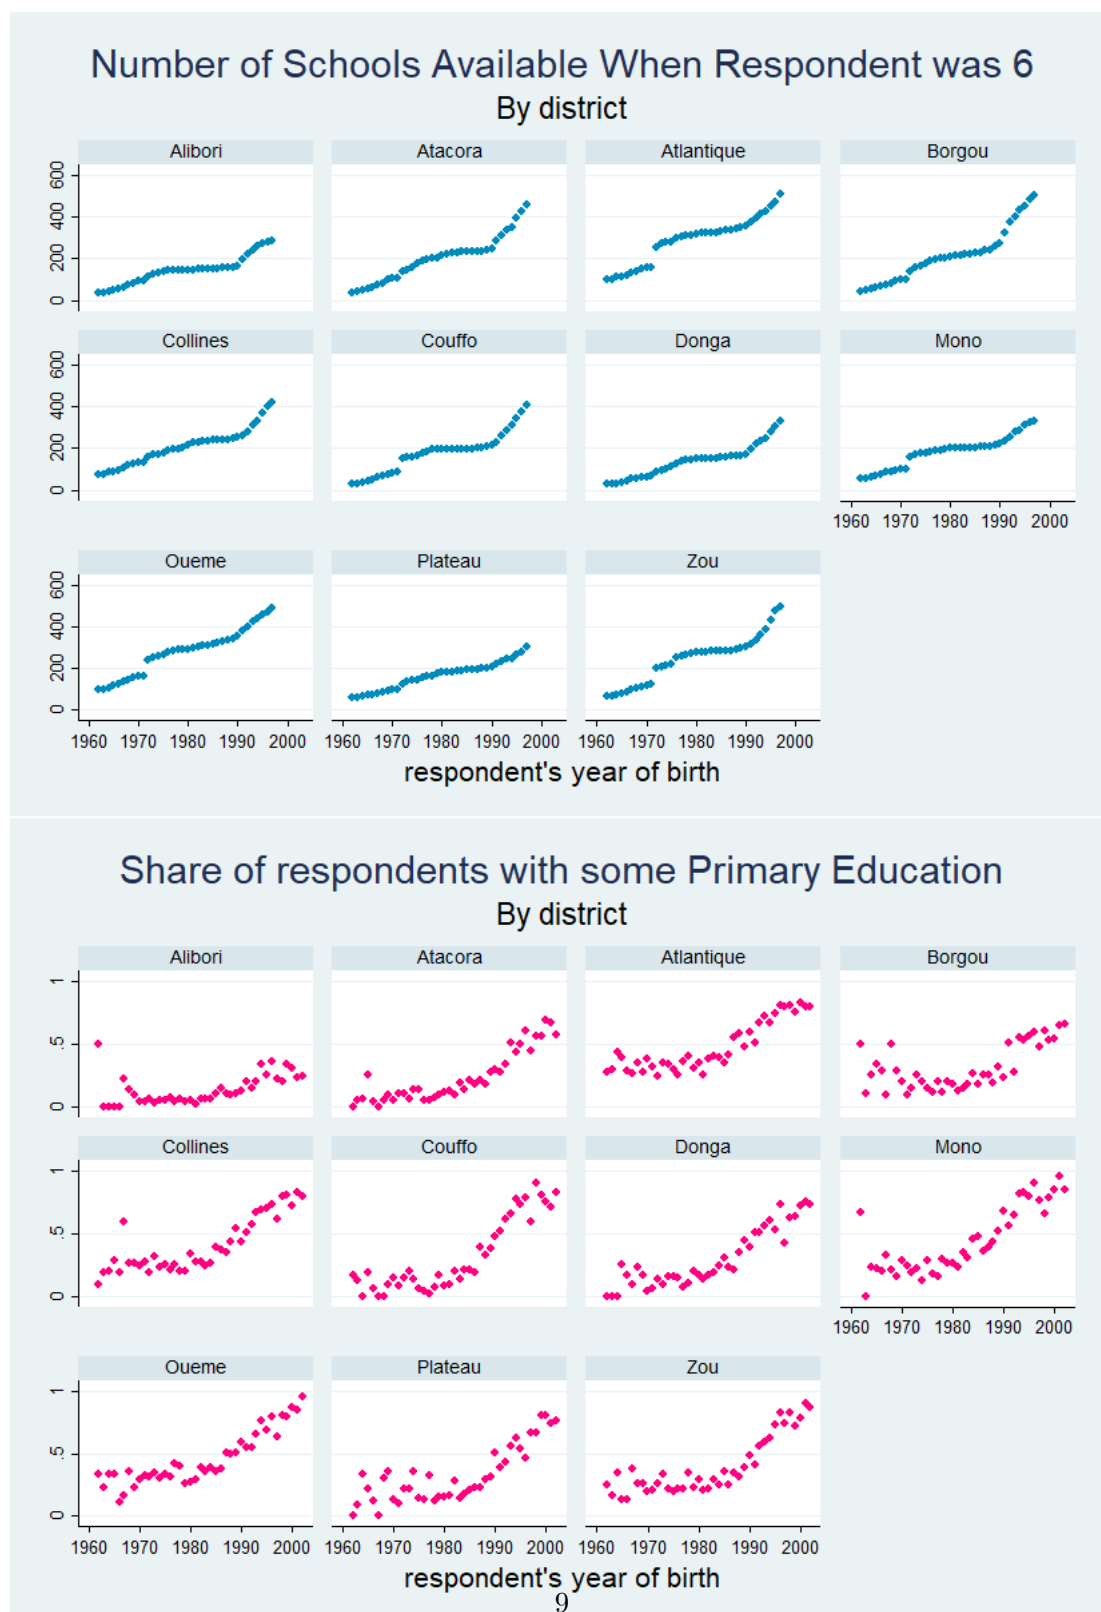 Number of Schools Available When Respondent was 6
By district
Alibori Atacora Atlantique Borgou
600
400
200
0
Collines Couffo Donga Mono
600
400
200
0
1960 1970 1980 1990 2000
Oueme Plateau Zou
600
400
200
0
1960 1970 1980 1990 2000 1960 1970 1980 1990 2000 1960 1970 1980 1990 2000
respondent's year of birth
Share of respondents with some Primary Education
By district
Alibori Atacora Atlantique Borgou
1
.5
0
Collines Couffo Donga Mono
1
.5
0
1960 1970 1980 1990 2000
Oueme Plateau Zou
1
.5
0
1960 1970 1980 1990 2000 1960 1970 1980 1990 2000 1960 1970 1980 1990 2000
respondent's year of birth
9